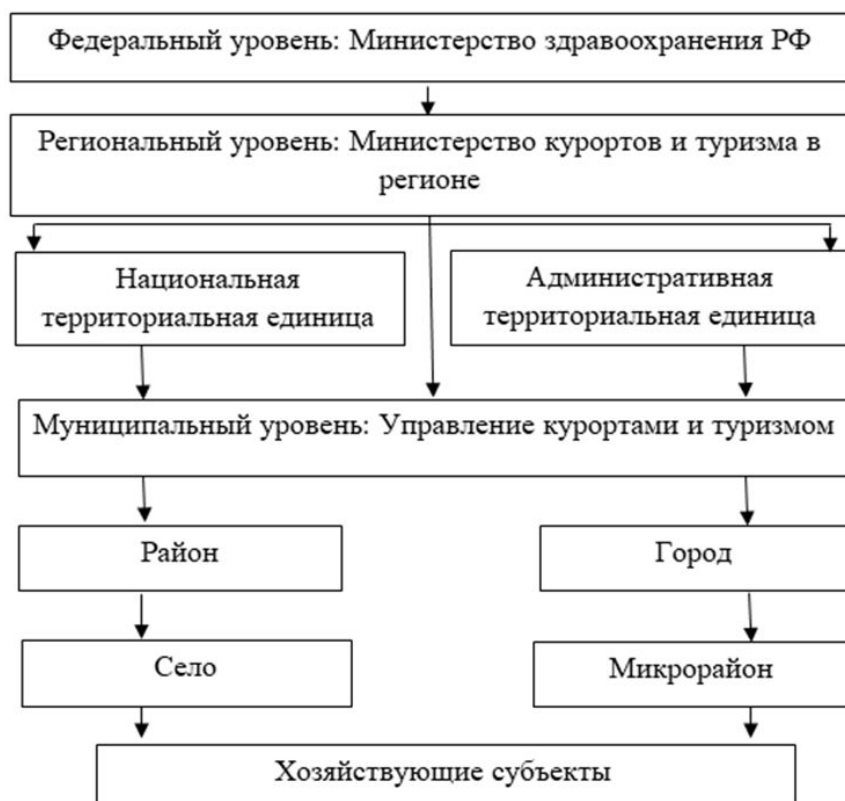 Федеральный уровень: Министерство здравоохранения РФ
Региональный уровень: Министерство курортов и туризма в
регионе
Национальная
территориальная единица
Административная
территориальная единица
Муниципальный уровень: Управление курортами и туризмом
Район
Город
Село
Микрорайон
Хозяйствующие субъекты